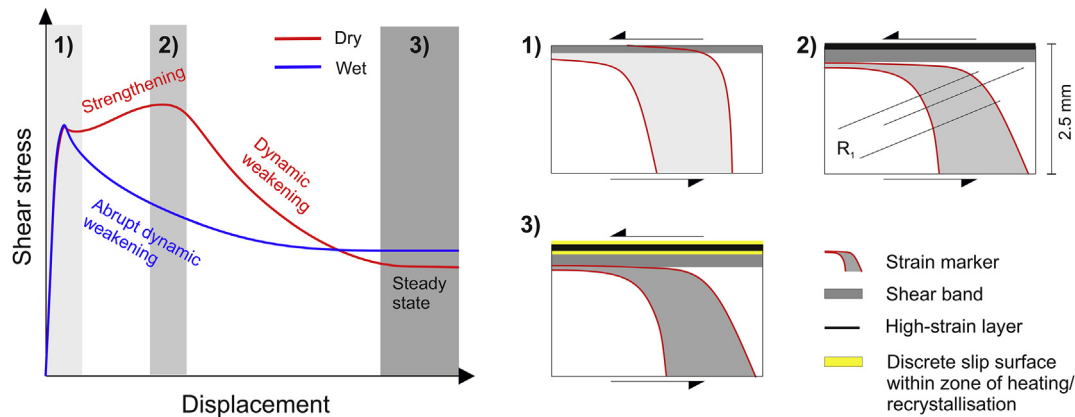 1)
2)
3)
Dry
Wet
Strengthening
Dynamic
weakening
Abrupt dynamic
weakening
Steady
state
Shear stress
Displacement
1)
2)
R1
2.5 mm
3)
Strain marker
Shear band
High-strain layer
Discrete slip surface
within zone of heating/
recrystallisation